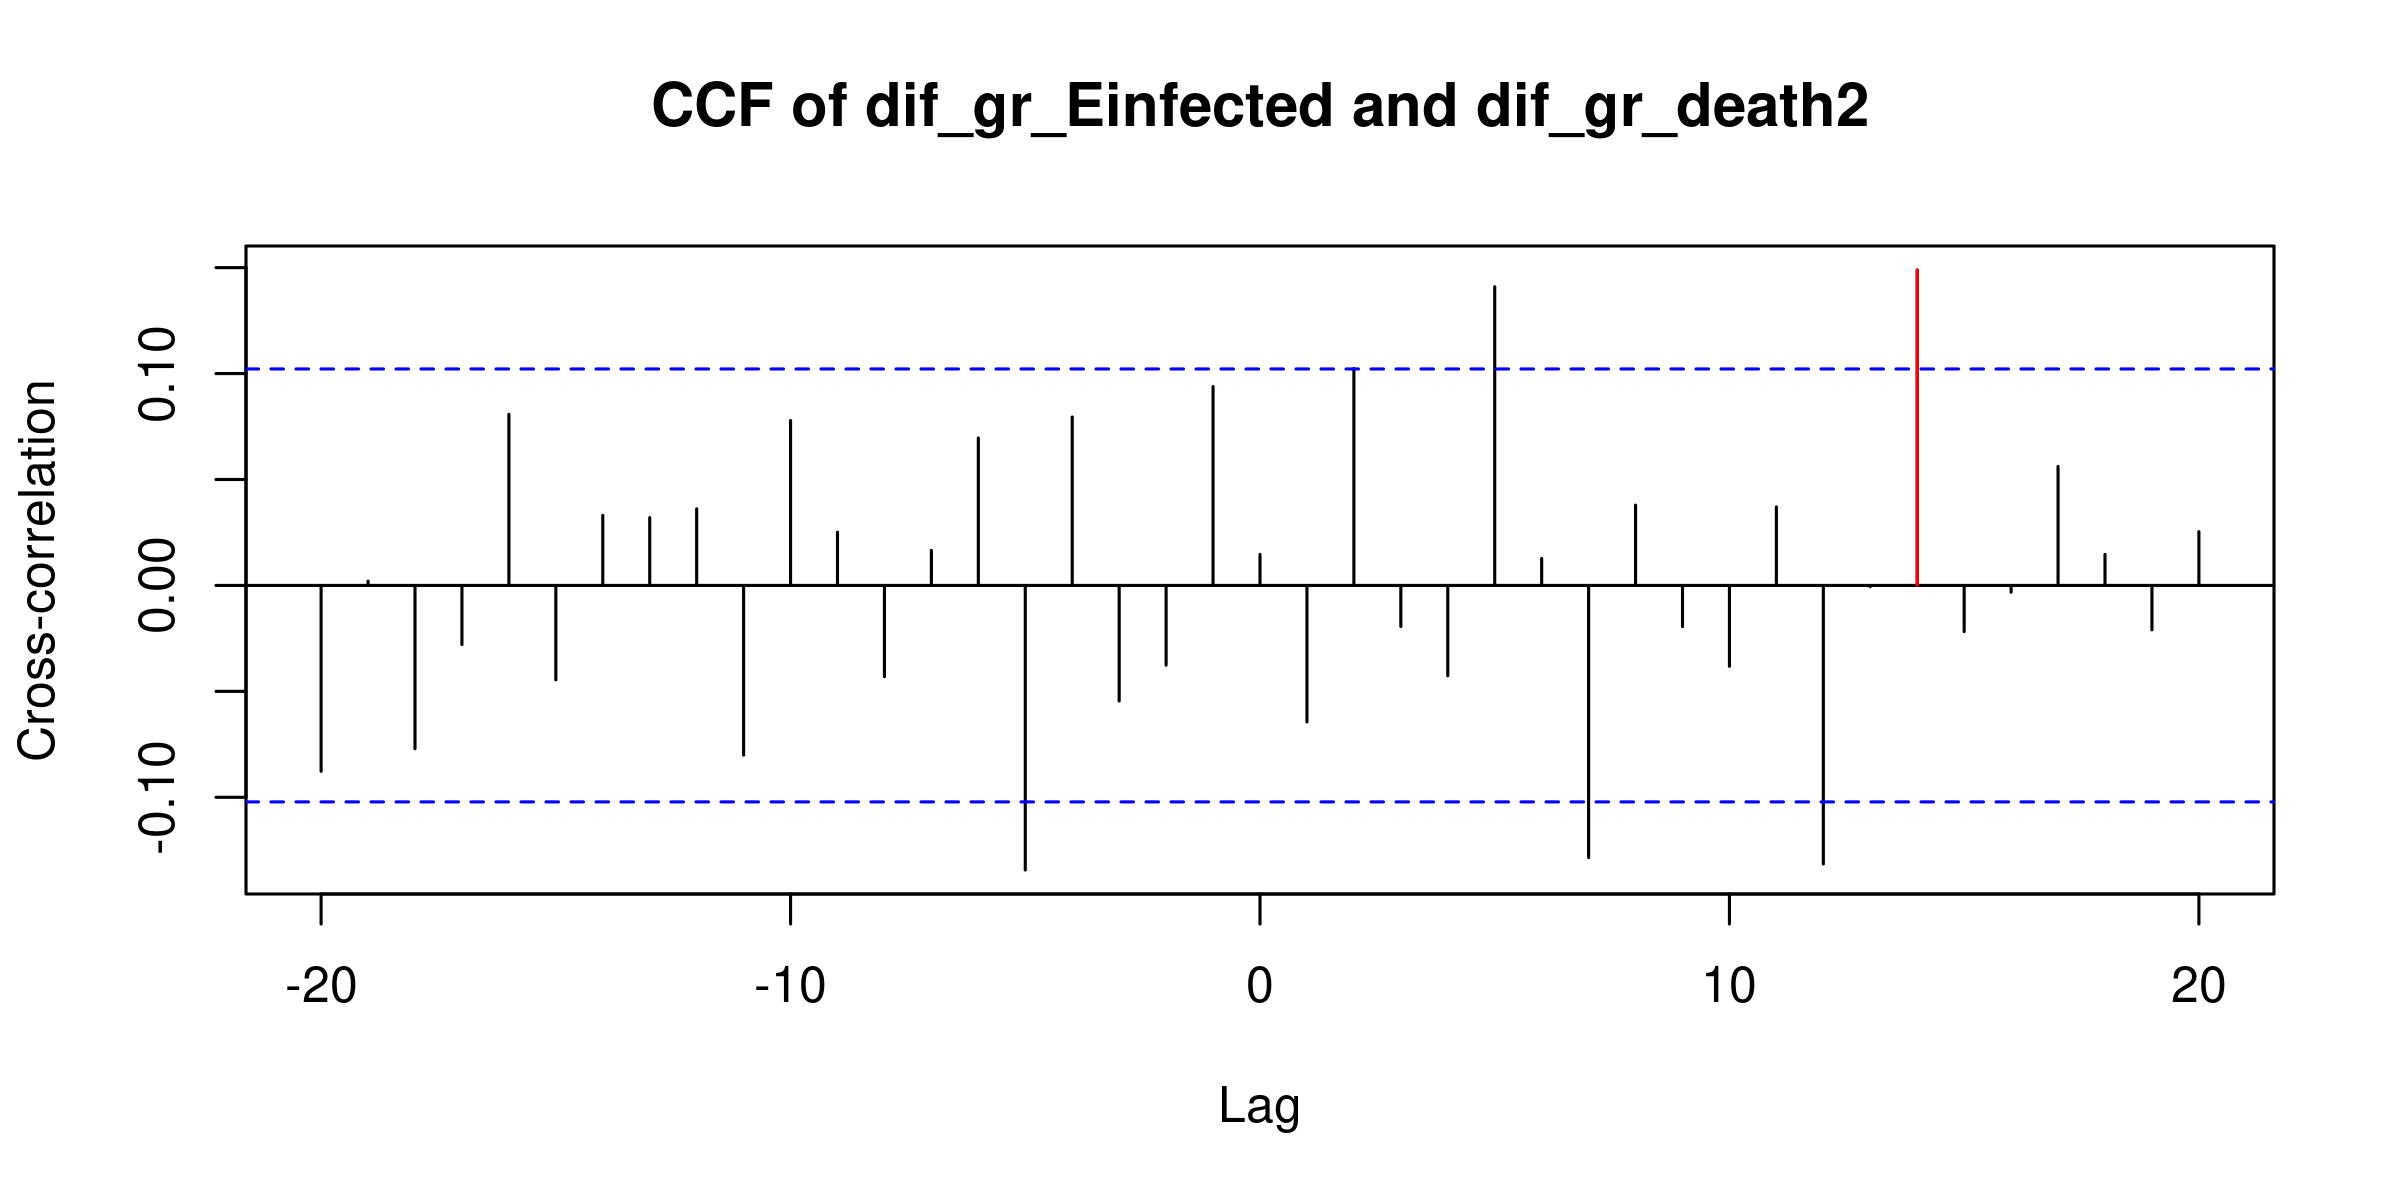 CCF of dif_gr_Einfected and dif_gr_death2
Cross-correlation
0.10
0.00
-0.10
-20 -10 0 10 20
Lag